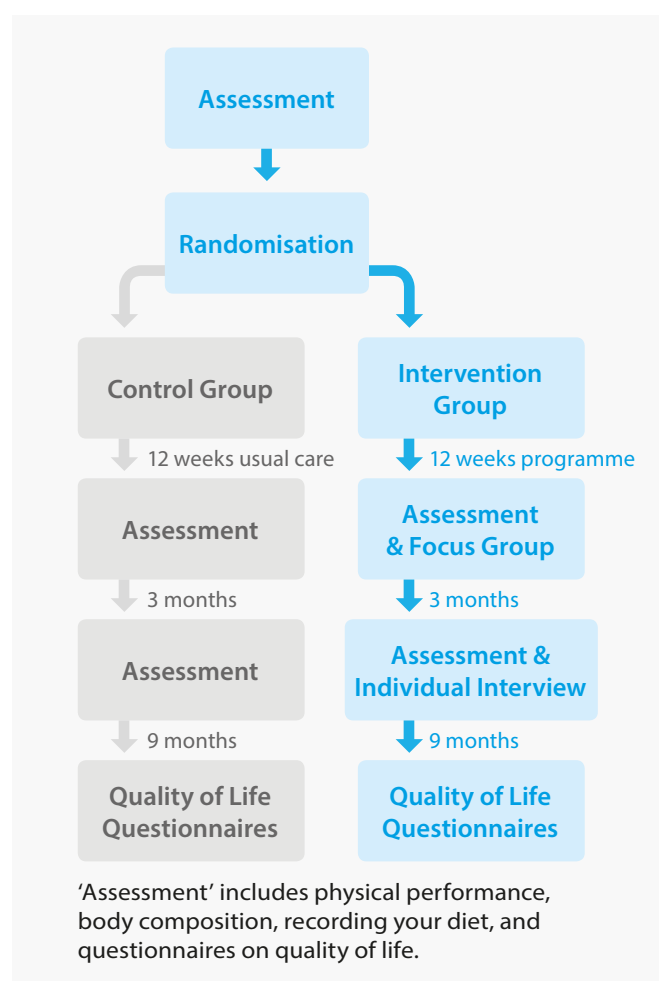 Assessment
Randomisation
Control Group
Intervention
Group
12 weeks usual care
12 weeks programme
Assessment
Assessment
& Focus Group
3 months
3 months
Assessment
Assessment &
Individual Interview
9 months
9 months
Quality of Life
Questionnaires
Quality of Life
Questionnaires
‘Assessment’ includes physical performance,
body composition, recording your diet, and
questionnaires on quality of life.